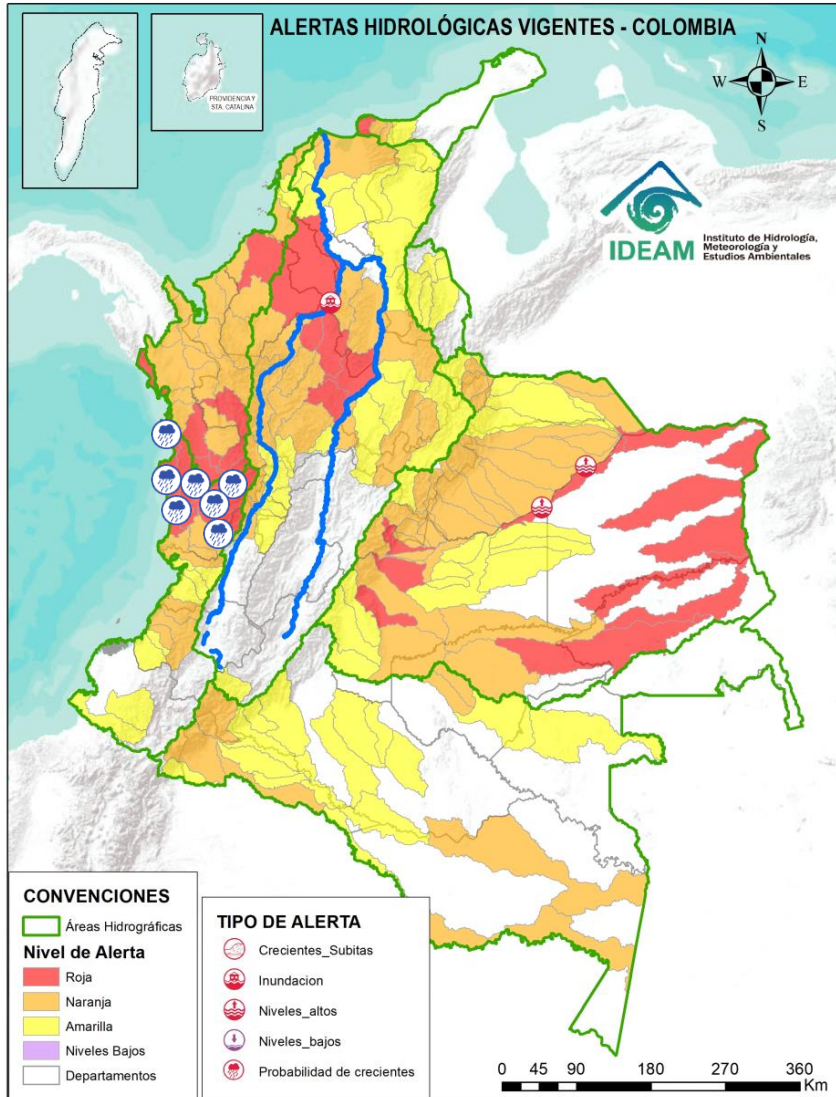 ALERTAS HIDROLÓGICAS VIGENTES - COLOMBIA
PROVIDENCIA Y
STA. CATALINA
N
W
E
S
IDEAM
Instituto de Hidrología,
Meteorología y
Estudios Ambientales
CONVENCIONES
Áreas Hidrográficas
Nivel de Alerta
Roja
Naranja
Amarilla
Niveles Bajos
Departamentos
TIPO DE ALERTA
Crecientes_Subitas
Inundacion
Niveles_altos
Niveles_bajos
Probabilidad de crecientes
0 45 90 180 270 360
Km